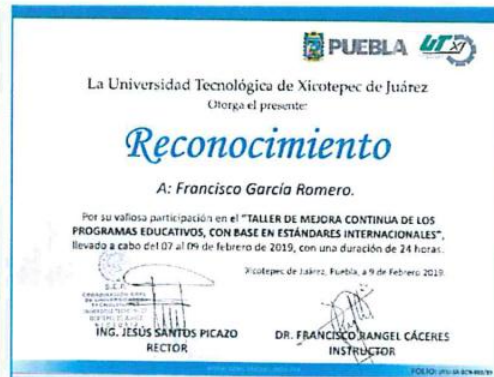 PUEBLA UTXJ
La Universidad Tecnológica de Xicotepec de Juárez
Otorga el presente:
Reconocimiento
A: Francisco García Romero.
Por su valiosa participación en el "TALLER DE MEJORA CONTINUA DE LOS
PROGRAMAS EDUCATIVOS, CON BASE EN ESTÁNDARES INTERNACIONALES",
llevado a cabo del 07 al 09 de febrero de 2019, con una duración de 24 horas.
Xicotepec de Juárez, Puebla, a 9 de Febrero 2019.
S.E.P.
ING. JESÚS SANTOS PICAZO
RECTOR
DR. FRANCISCO RANGEL CÁCERES
INSTRUCTOR